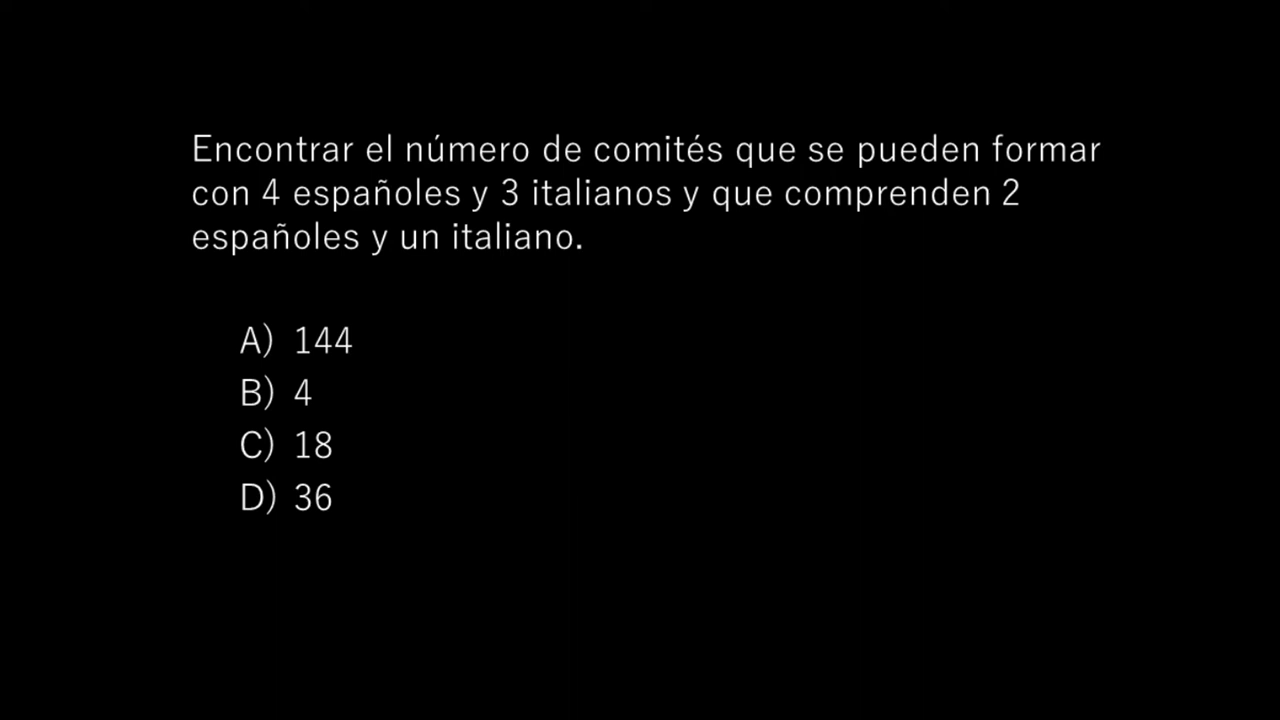 Encontrar el número de comités que se pueden formar
con 4 españoles y 3 italianos y que comprenden 2
españoles y un italiano.
A) 144
B) 4
C) 18
D) 36